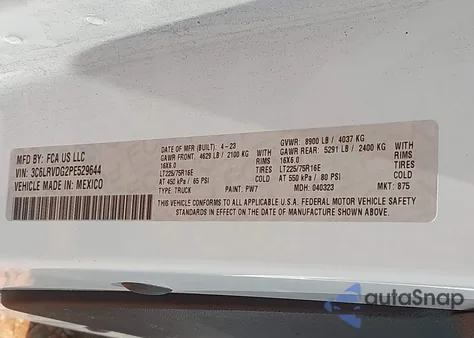 MFD BY: FCA US LLC
VIN: 3C6LRVDG2PE529644
VEHICLE MADE IN: MEXICO
DATE OF MFR (BUILT): 4-23
GAWR FRONT: 4629 LB / 2100 KG
16X6.0
LT225/75R16E
AT 450 kPa / 65 PSI
TYPE: TRUCK
WITH
RIMS
TIRES
COLD
PAINT: PW7
GVWR: 8900 LB / 4037 KG
GAWR REAR: 5291 LB / 2400 KG
16X6.0
LT225/75R16E
AT 550 kPa / 80 PSI
MDH: 040323
WITH
RIMS
TIRES
COLD
MKT: 875
THIS VEHICLE CONFORMS TO ALL APPLICABLE U.S.A. FEDERAL MOTOR VEHICLE SAFETY
STANDARDS IN EFFECT ON THE DATE OF MANUFACTURE SHOWN ABOVE.
autaSnap